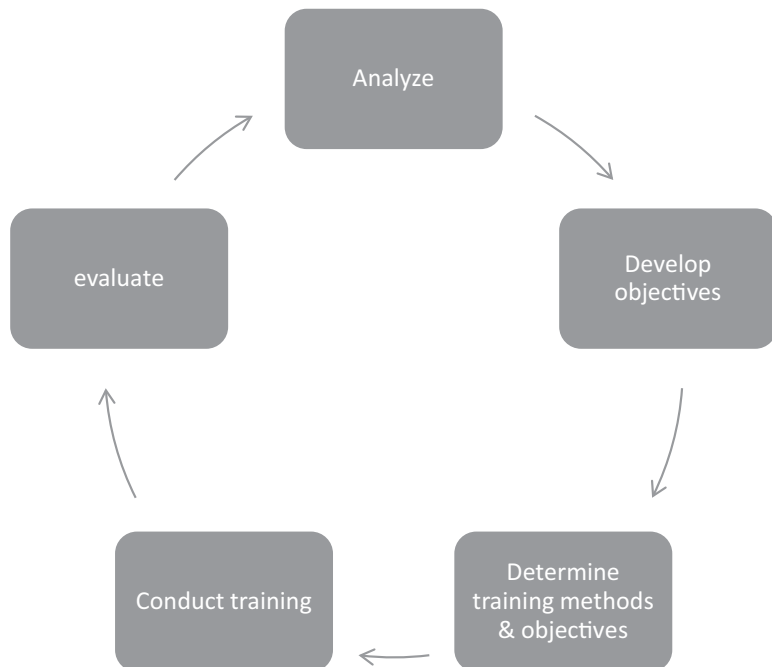 Analyze
Develop
objectives
Determine
training methods
& objectives
Conduct training
evaluate